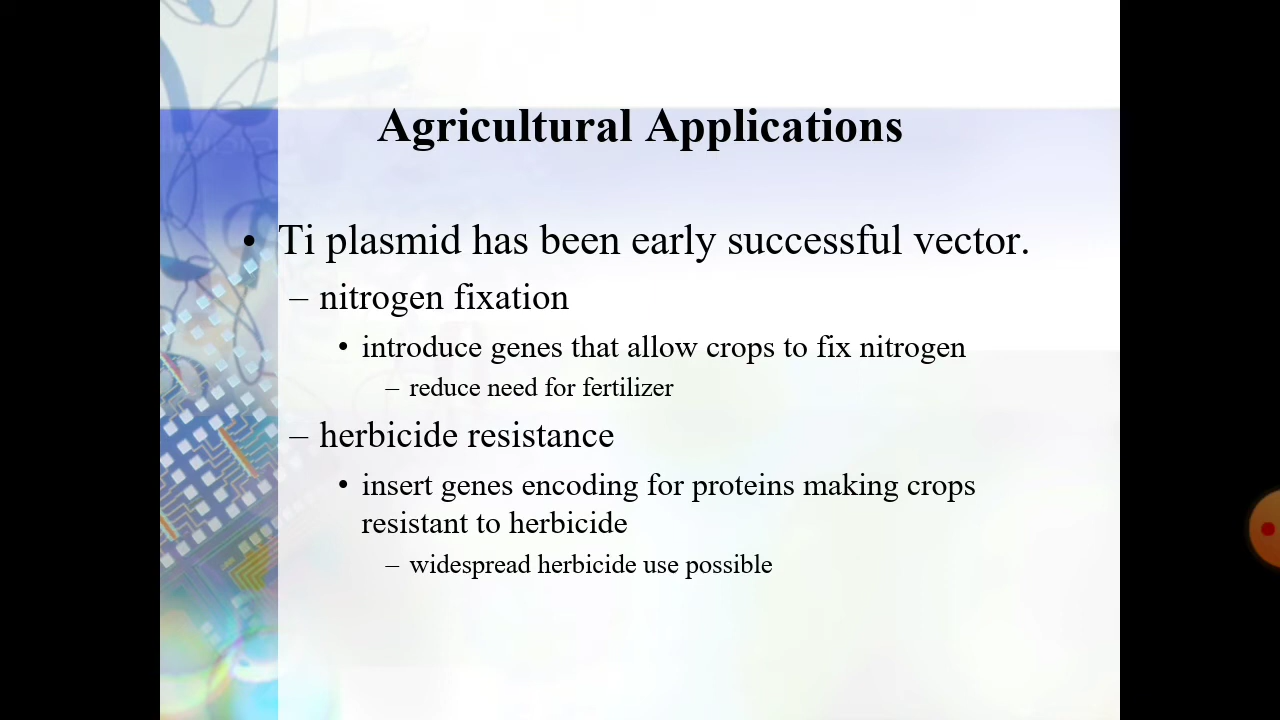 Agricultural Applications
• Ti plasmid has been early successful vector.
– nitrogen fixation
• introduce genes that allow crops to fix nitrogen
– reduce need for fertilizer
– herbicide resistance
• insert genes encoding for proteins making crops
resistant to herbicide
– widespread herbicide use possible